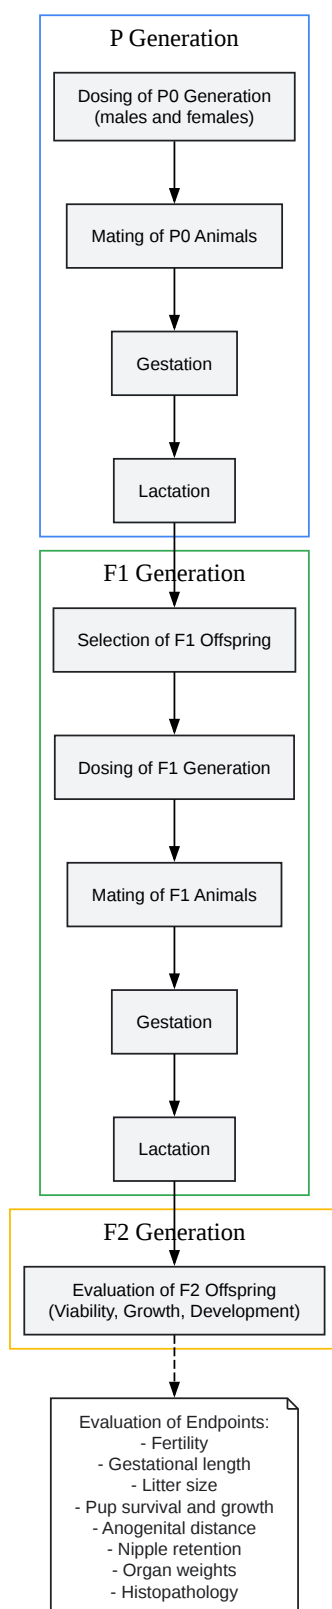 P Generation
Dosing of P0 Generation
(males and females)
Mating of P0 Animals
Gestation
Lactation
F1 Generation
Selection of F1 Offspring
Dosing of F1 Generation
Mating of F1 Animals
Gestation
Lactation
F2 Generation
Evaluation of F2 Offspring
(Viability, Growth, Development)
Evaluation of Endpoints:
- Fertility
- Gestational length
- Litter size
- Pup survival and growth
- Anogenital distance
- Nipple retention
- Organ weights
- Histopathology